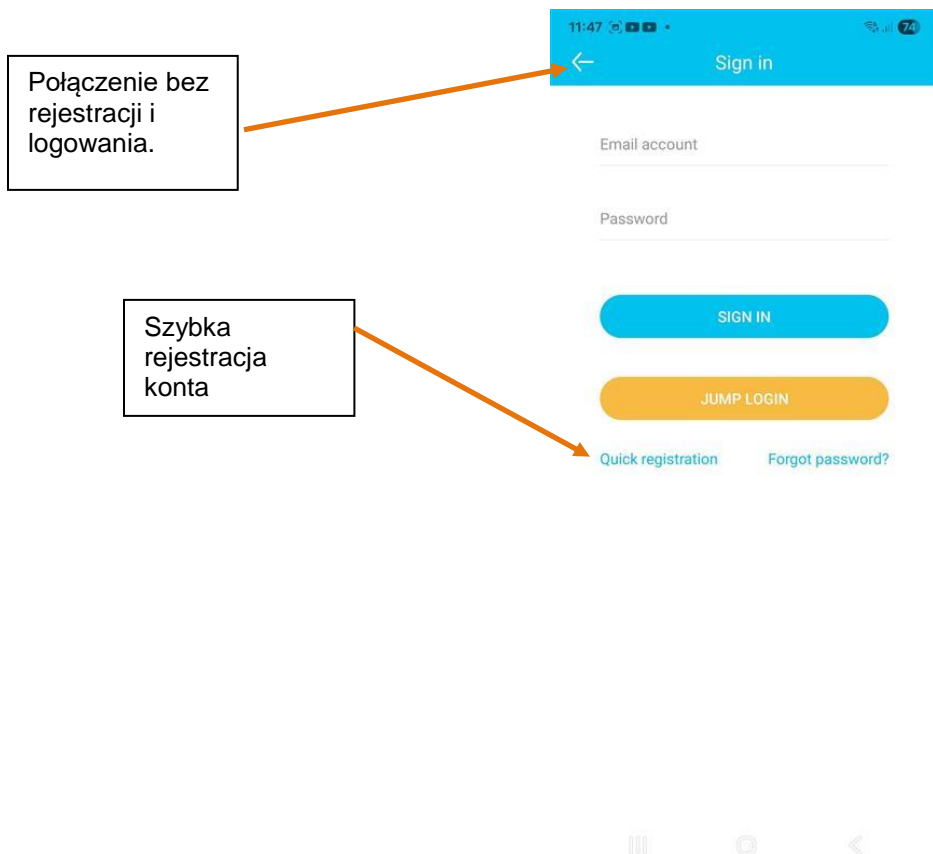 11:47
74
Sign in
Połączenie bez
rejestracji i
logowania.
Email account
Password
Szybka
rejestracja
konta
SIGN IN
JUMP LOGIN
Quick registration Forgot password?